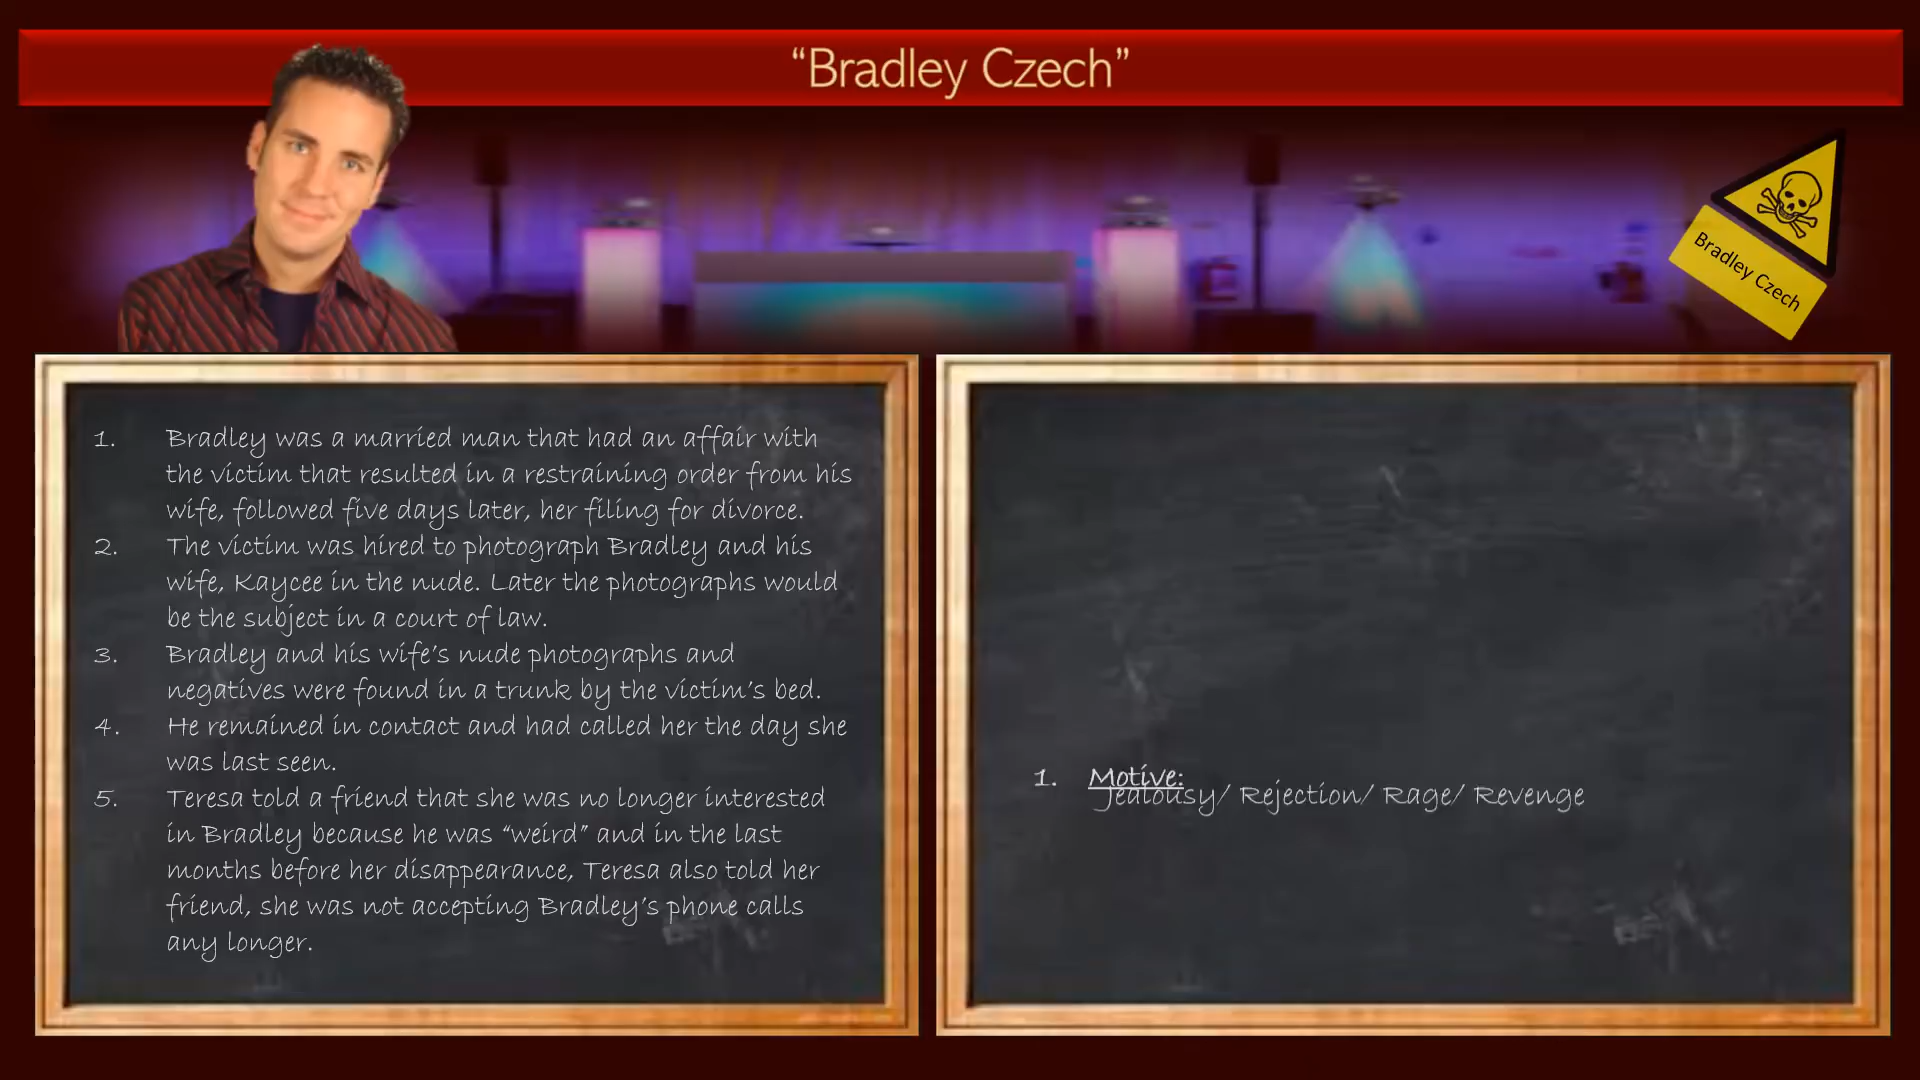 “Bradley Czech”
Bradley Czech
1. Bradley was a married man that had an affair with
the victim that resulted in a restraining order from his
wife, followed five days later, her filing for divorce.
2. The victim was hired to photograph Bradley and his
wife, Kaycee in the nude. Later the photographs would
be the subject in a court of law.
3. Bradley and his wife’s nude photographs and
negatives were found in a trunk by the victim’s bed.
4. He remained in contact and had called her the day she
was last seen.
5. Teresa told a friend that she was no longer interested
in Bradley because he was “weird” and in the last
months before her disappearance, Teresa also told her
friend, she was not accepting Bradley’s phone calls
any longer.
1. Motive:
Jealousy/ Rejection/ Rage/ Revenge